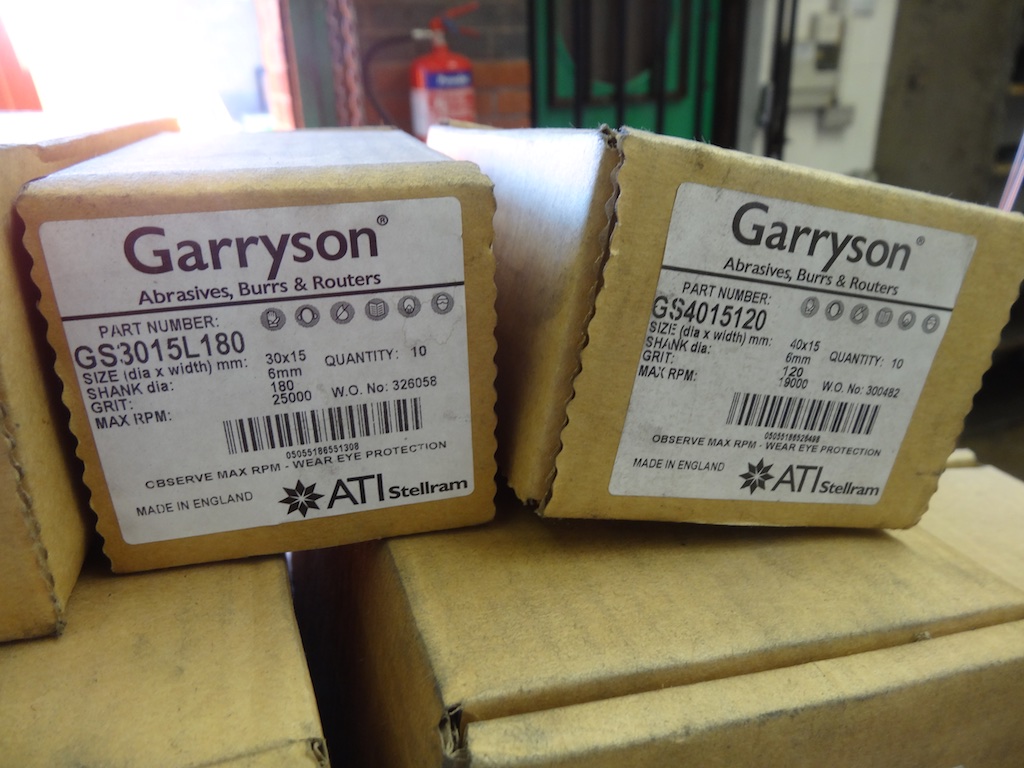 Garryson®
Abrasives, Burrs & Routers
PART NUMBER:
GS3015L180
SIZE (dia x width) mm: 30x15 QUANTITY: 10
SHANK dia: 6mm
GRIT: 180 W.O. No: 326058
MAX RPM: 25000
05055186551308
OBSERVE MAX RPM - WEAR EYE PROTECTION
MADE IN ENGLAND ATI Stellram
Garryson®
Abrasives, Burrs & Routers
PART NUMBER:
GS4015120
SIZE (dia x width) mm: 40x15 QUANTITY: 10
SHANK dia: 6mm
GRIT: 120 W.O. No: 300482
MAX RPM: 19000
OBSERVE MAX RPM - WEAR EYE PROTECTION
MADE IN ENGLAND ATI Stellram